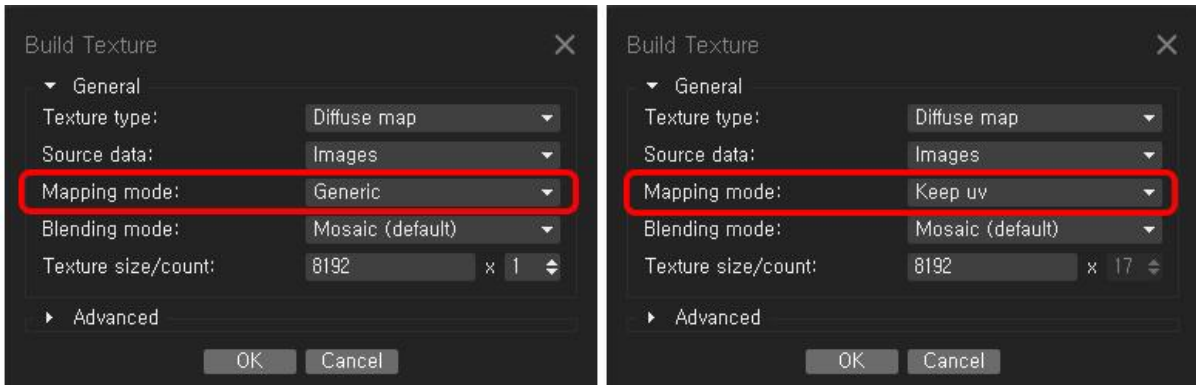 Build Texture
General
Texture type: Diffuse map
Source data: Images
Mapping mode: Generic
Blending mode: Mosaic (default)
Texture size/count: 8192 x 1
Advanced
OK Cancel
Build Texture
General
Texture type: Diffuse map
Source data: Images
Mapping mode: Keep uv
Blending mode: Mosaic (default)
Texture size/count: 8192 x 17
Advanced
OK Cancel